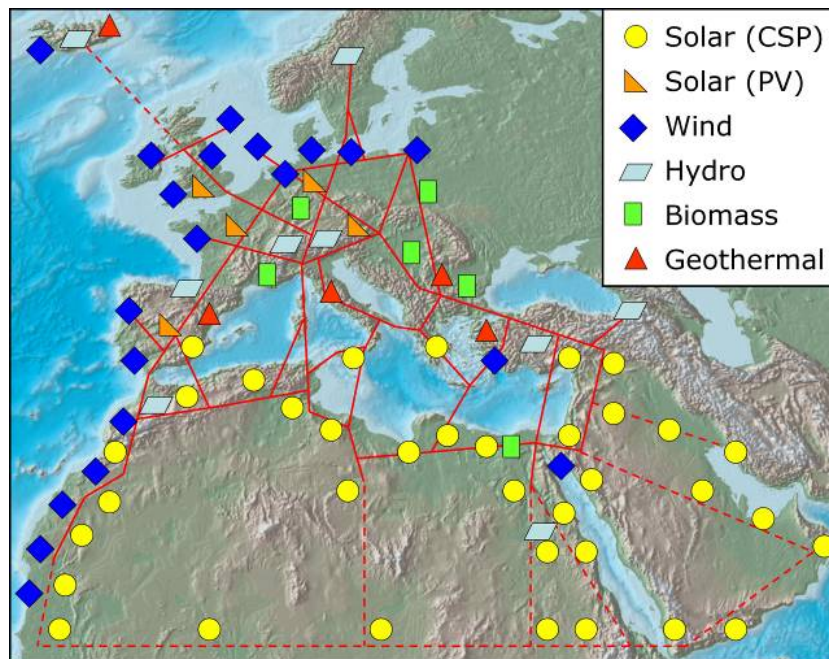 Solar (CSP)
Solar (PV)
Wind
Hydro
Biomass
Geothermal